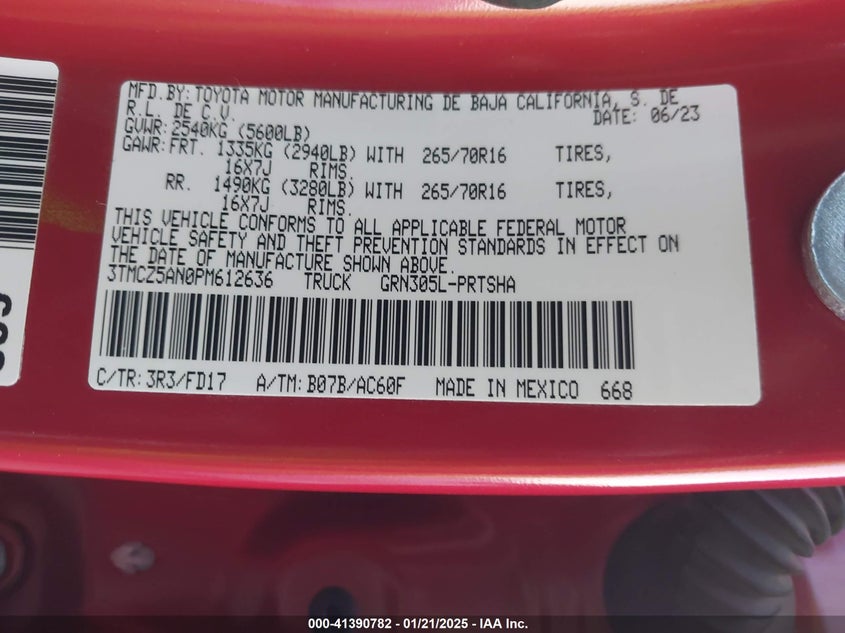 MFD.BY: TOYOTA MOTOR MANUFACTURING DE BAJA CALIFORNIA, S. DE
R.L. DE C.V. DATE: 06/23
GVWR: 2540KG (5600LB)
GAWR: FRT. 1335KG (2940LB) WITH 265/70R16 TIRES,
16X7J RIMS.
RR. 1490KG (3280LB) WITH 265/70R16 TIRES,
16X7J RIMS.
THIS VEHICLE CONFORMS TO ALL APPLICABLE FEDERAL MOTOR
VEHICLE SAFETY AND THEFT PREVENTION STANDARDS IN EFFECT ON
THE DATE OF MANUFACTURE SHOWN ABOVE.
3TMCZ5AN0PM612636 TRUCK GRN305L-PRTSHA
C/TR: 3R3/FD17 A/TM: B07B/AC60F MADE IN MEXICO 668
000-41390782 - 01/21/2025 - IAA Inc.